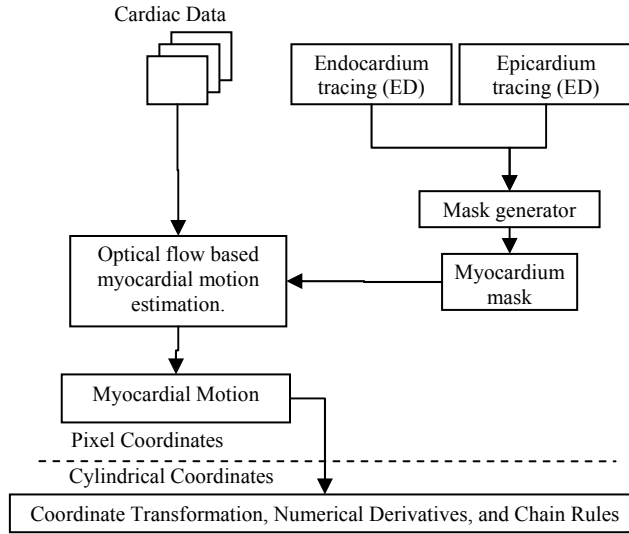 Cardiac Data
Endocardium
tracing (ED)
Epicardium
tracing (ED)
Mask generator
Myocardium
mask
Optical flow based
myocardial motion
estimation.
Myocardial Motion
Pixel Coordinates
Cylindrical Coordinates
Coordinate Transformation, Numerical Derivatives, and Chain Rules